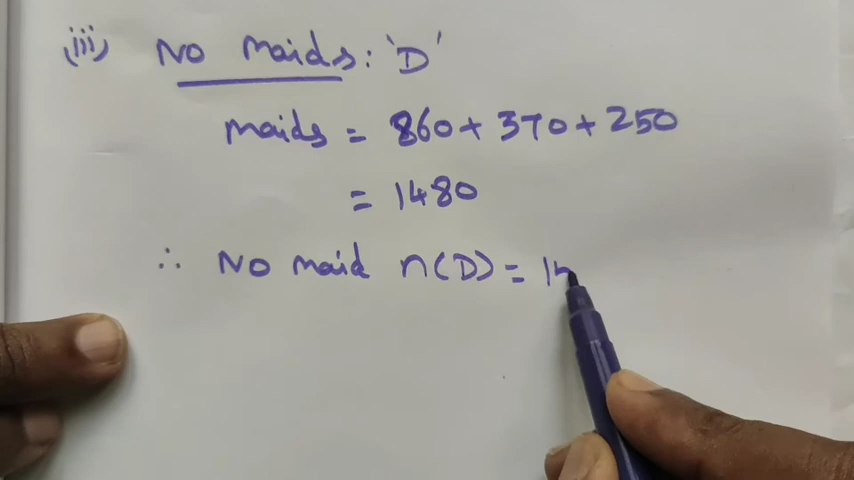 (iii) No maids: 'D'
maids = 860 + 370 + 250
= 1480
∴ No maid n(D) = 1